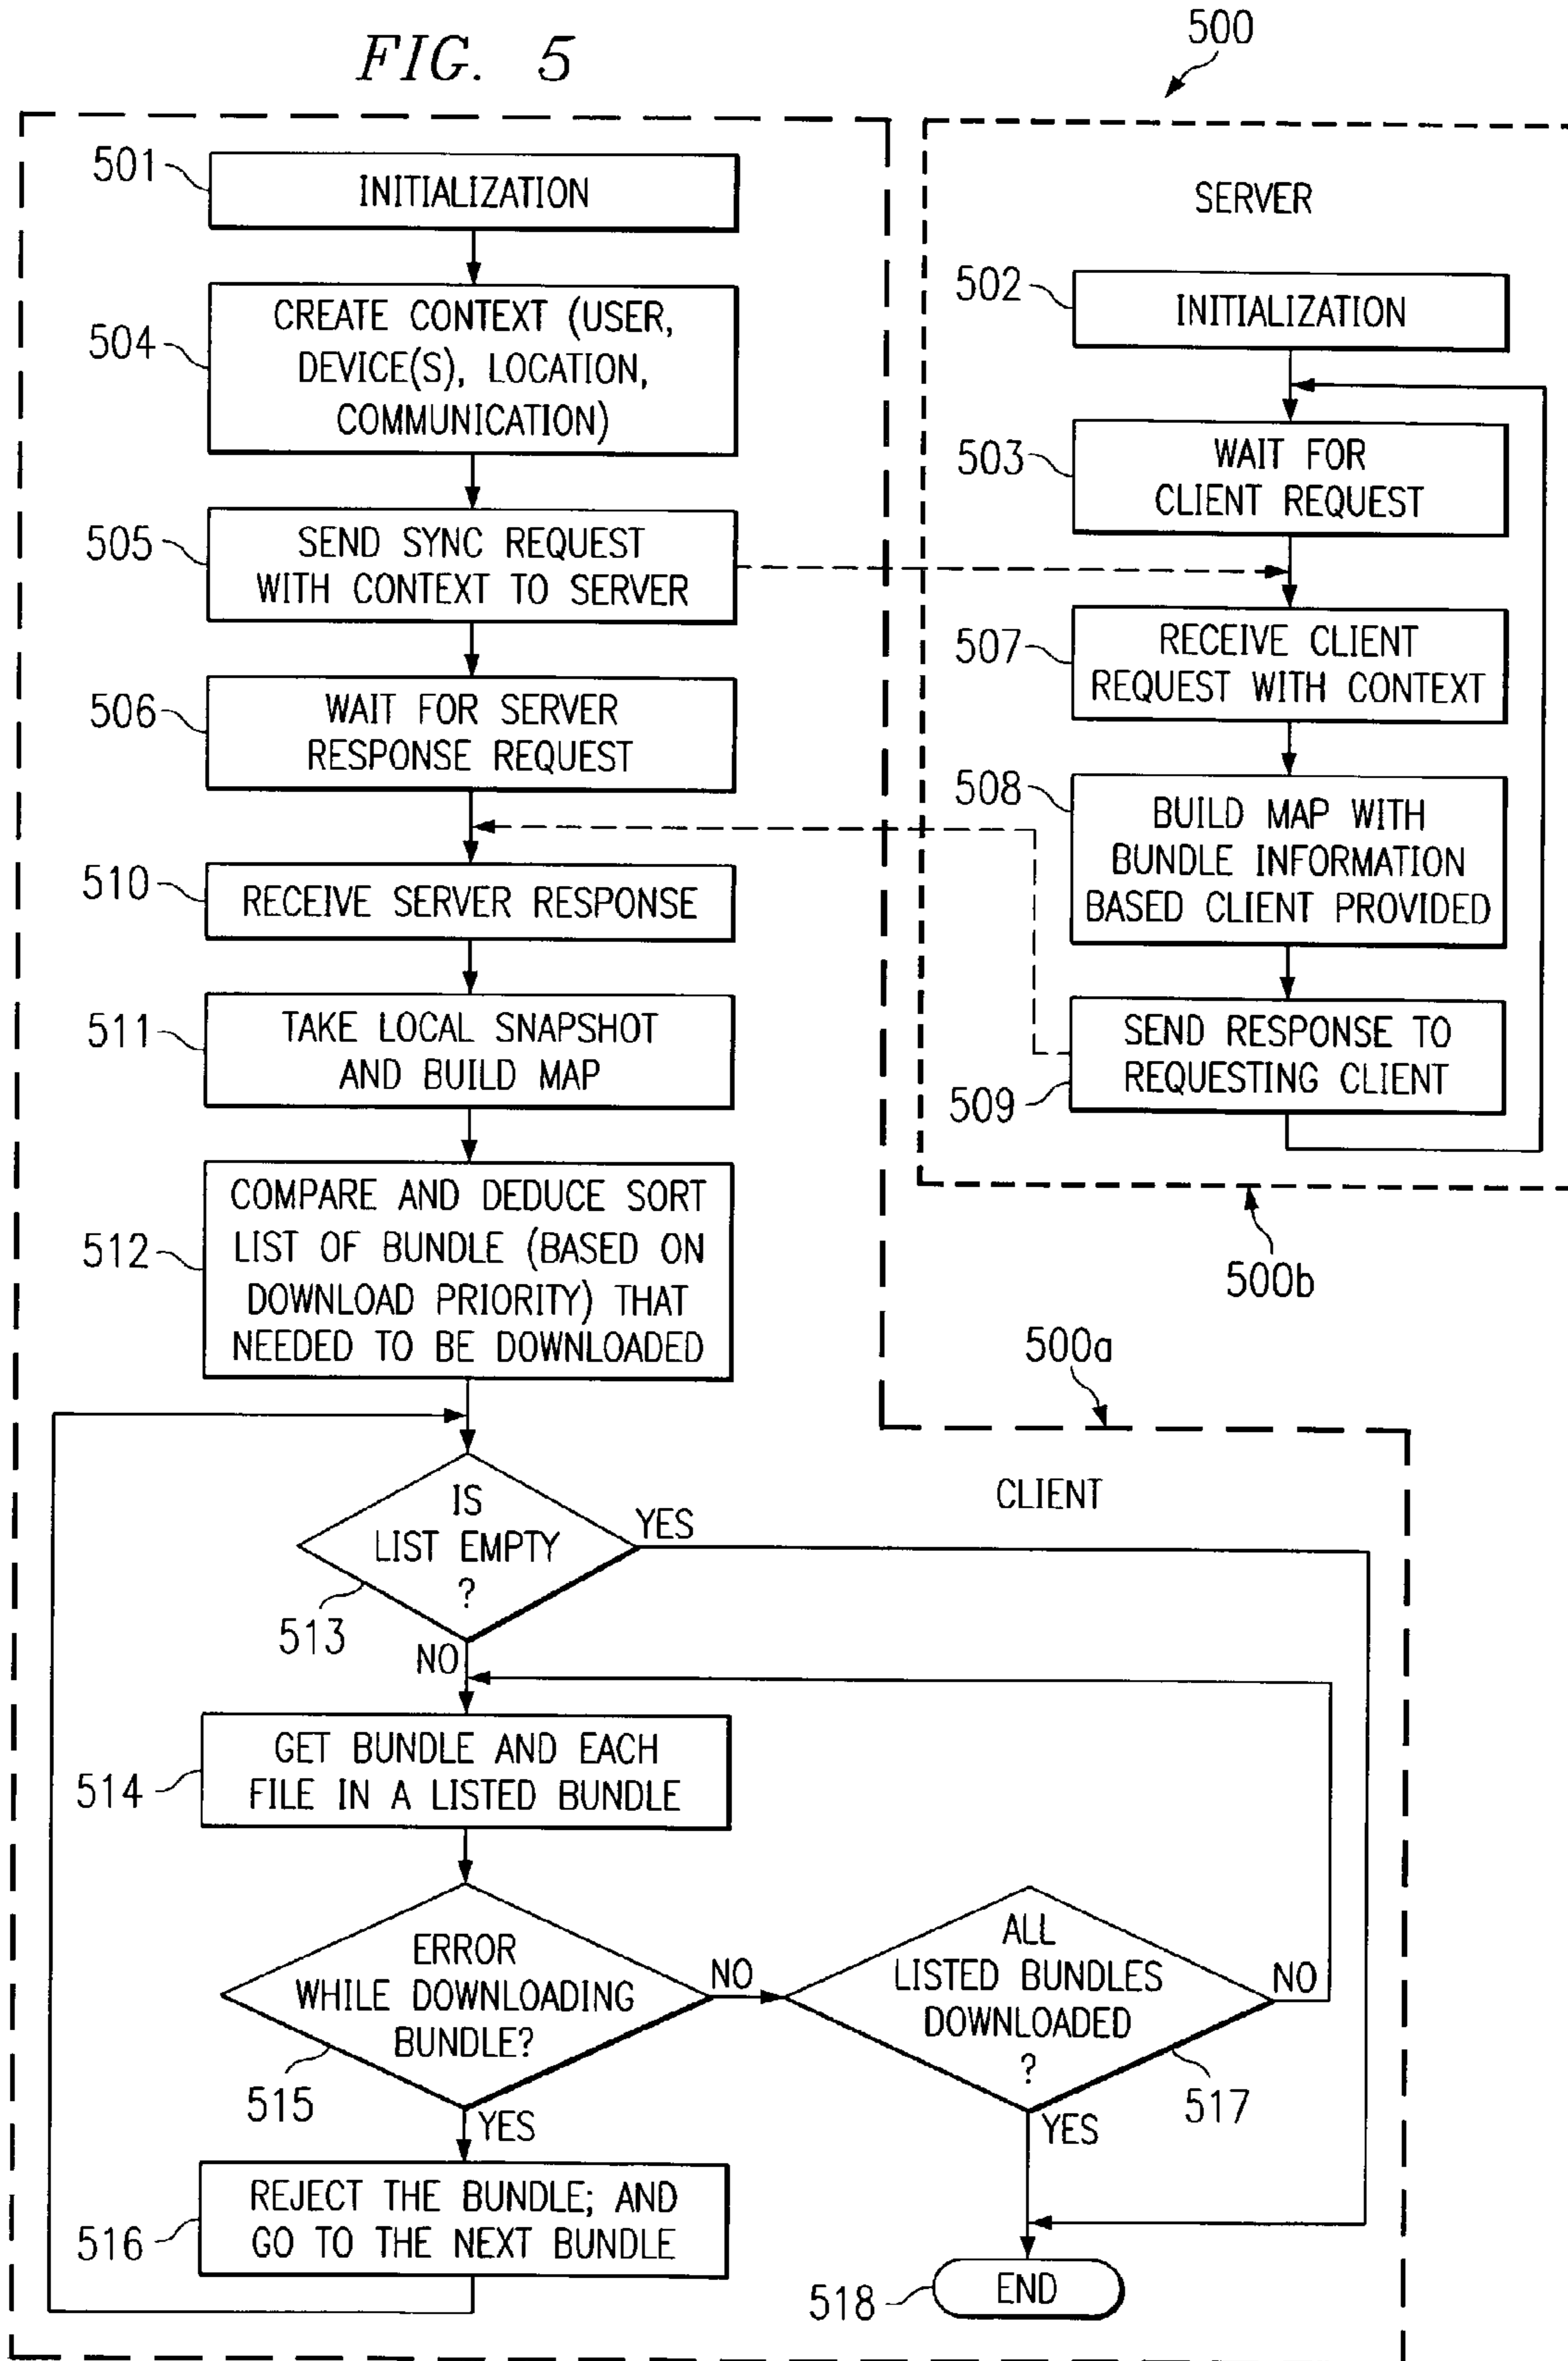 FIG. 5
500
501
INITIALIZATION
504
CREATE CONTEXT (USER,
DEVICE(S), LOCATION,
COMMUNICATION)
505
SEND SYNC REQUEST
WITH CONTEXT TO SERVER
506
WAIT FOR SERVER
RESPONSE REQUEST
510
RECEIVE SERVER RESPONSE
511
TAKE LOCAL SNAPSHOT
AND BUILD MAP
512
COMPARE AND DEDUCE SORT
LIST OF BUNDLE (BASED ON
DOWNLOAD PRIORITY) THAT
NEEDED TO BE DOWNLOADED
SERVER
502
INITIALIZATION
503
WAIT FOR
CLIENT REQUEST
507
RECEIVE CLIENT
REQUEST WITH CONTEXT
508
BUILD MAP WITH
BUNDLE INFORMATION
BASED CLIENT PROVIDED
509
SEND RESPONSE TO
REQUESTING CLIENT
500b
500a
CLIENT
IS
LIST EMPTY
?
YES
513
NO
514
GET BUNDLE AND EACH
FILE IN A LISTED BUNDLE
ERROR
WHILE DOWNLOADING
BUNDLE?
NO
515
YES
ALL
LISTED BUNDLES
DOWNLOADED
?
NO
517
YES
516
REJECT THE BUNDLE; AND
GO TO THE NEXT BUNDLE
518
END